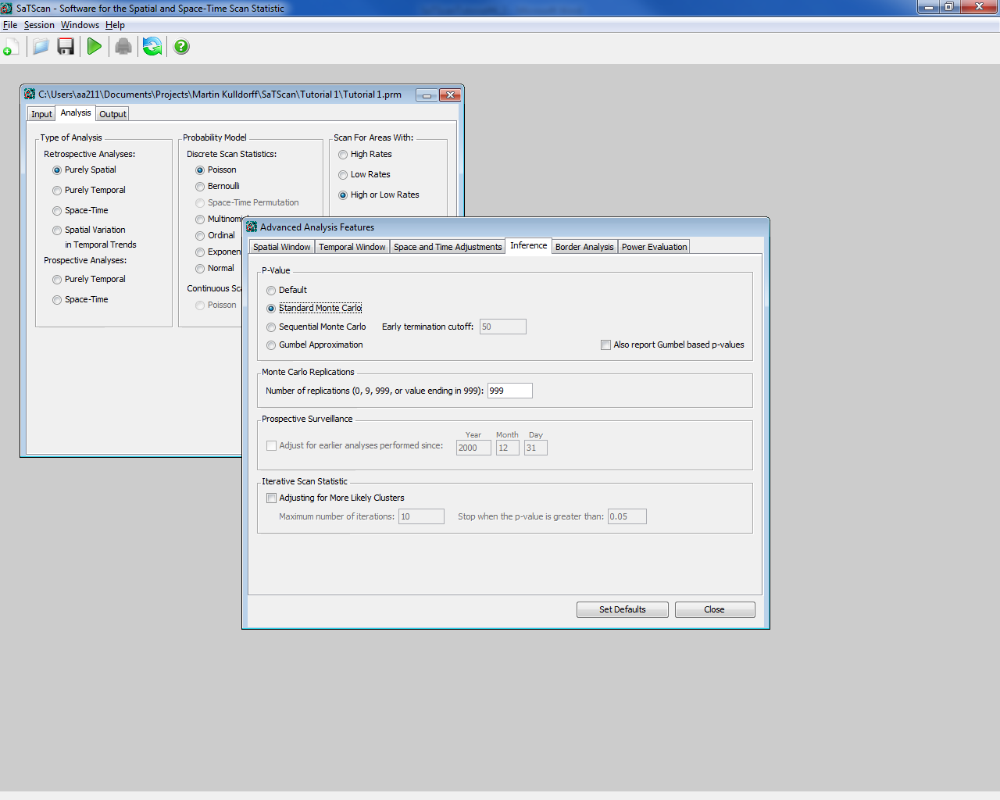 SaTScan - Software for the Spatial and Space-Time Scan Statistic
File Session Windows Help
C:\Users\aa211\Documents\Projects\Martin Kulldorff\SaTScan\Tutorial 1\Tutorial 1.prm
Input Analysis Output
Type of Analysis
Retrospective Analyses:
Purely Spatial
Purely Temporal
Space-Time
Spatial Variation
in Temporal Trends
Prospective Analyses:
Purely Temporal
Space-Time
Probability Model
Discrete Scan Statistics:
Poisson
Bernoulli
Space-Time Permutation
Multinomi
Ordinal
Exponen
Normal
Continuous Sc
Poisson
Scan For Areas With:
High Rates
Low Rates
High or Low Rates
Advanced Analysis Features
Spatial Window Temporal Window Space and Time Adjustments Inference Border Analysis Power Evaluation
P-Value
Default
Standard Monte Carlo
Sequential Monte Carlo Early termination cutoff: 50
Gumbel Approximation Also report Gumbel based p-values
Monte Carlo Replications
Number of replications (0, 9, 999, or value ending in 999): 999
Prospective Surveillance
Year Month Day
Adjust for earlier analyses performed since: 2000 12 31
Iterative Scan Statistic
Adjusting for More Likely Clusters
Maximum number of iterations: 10 Stop when the p-value is greater than: 0.05
Set Defaults Close